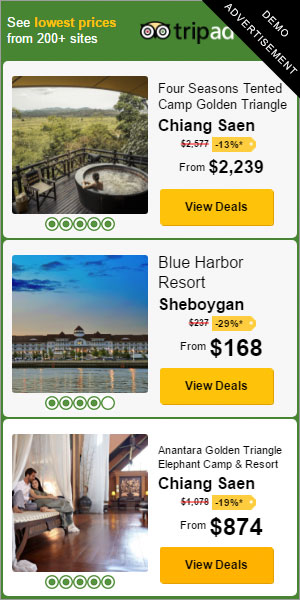 See lowest prices
from 200+ sites
tripad
DEMO
ADVERTISEMENT
Four Seasons Tented
Camp Golden Triangle
Chiang Saen
$2,577 -13%*
From $2,239
View Deals
Blue Harbor
Resort
Sheboygan
$237 -29%*
From $168
View Deals
Anantara Golden Triangle
Elephant Camp & Resort
Chiang Saen
$1,078 -19%*
From $874
View Deals